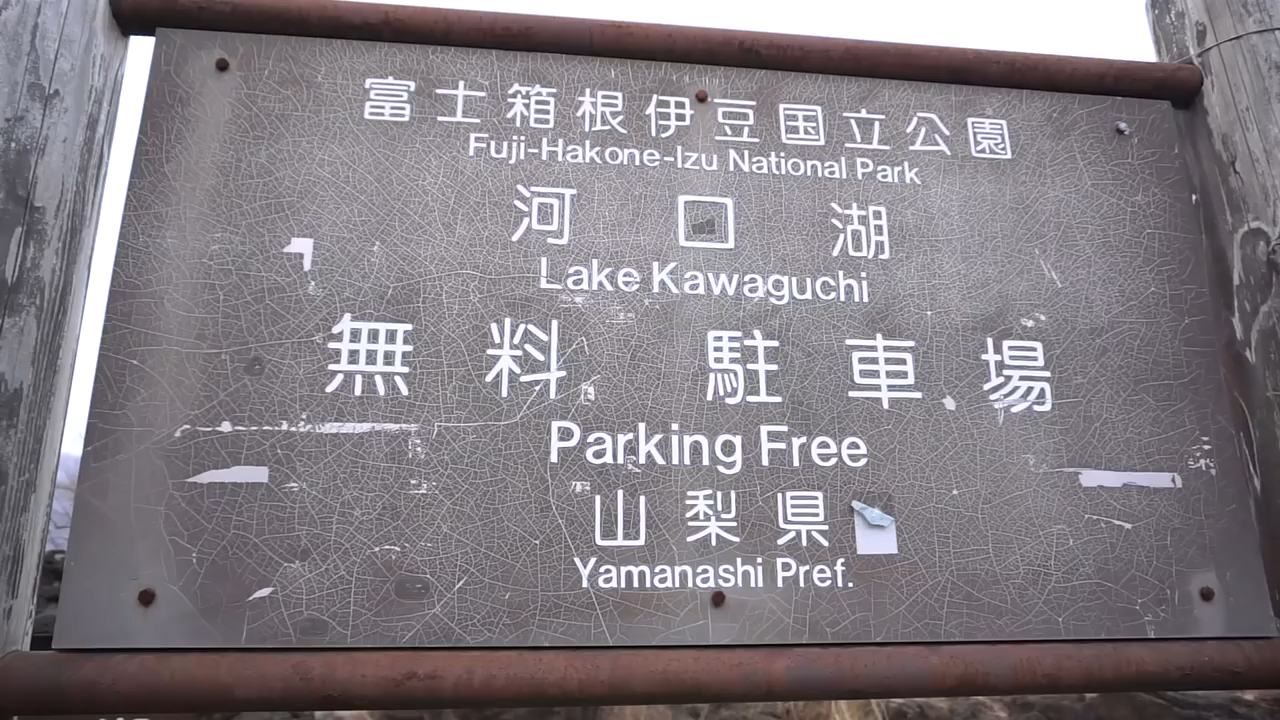 富士箱根伊豆国立公園
Fuji-Hakone-Izu National Park
河口湖
Lake Kawaguchi
無料 駐車場
Parking Free
山梨県
Yamanashi Pref.